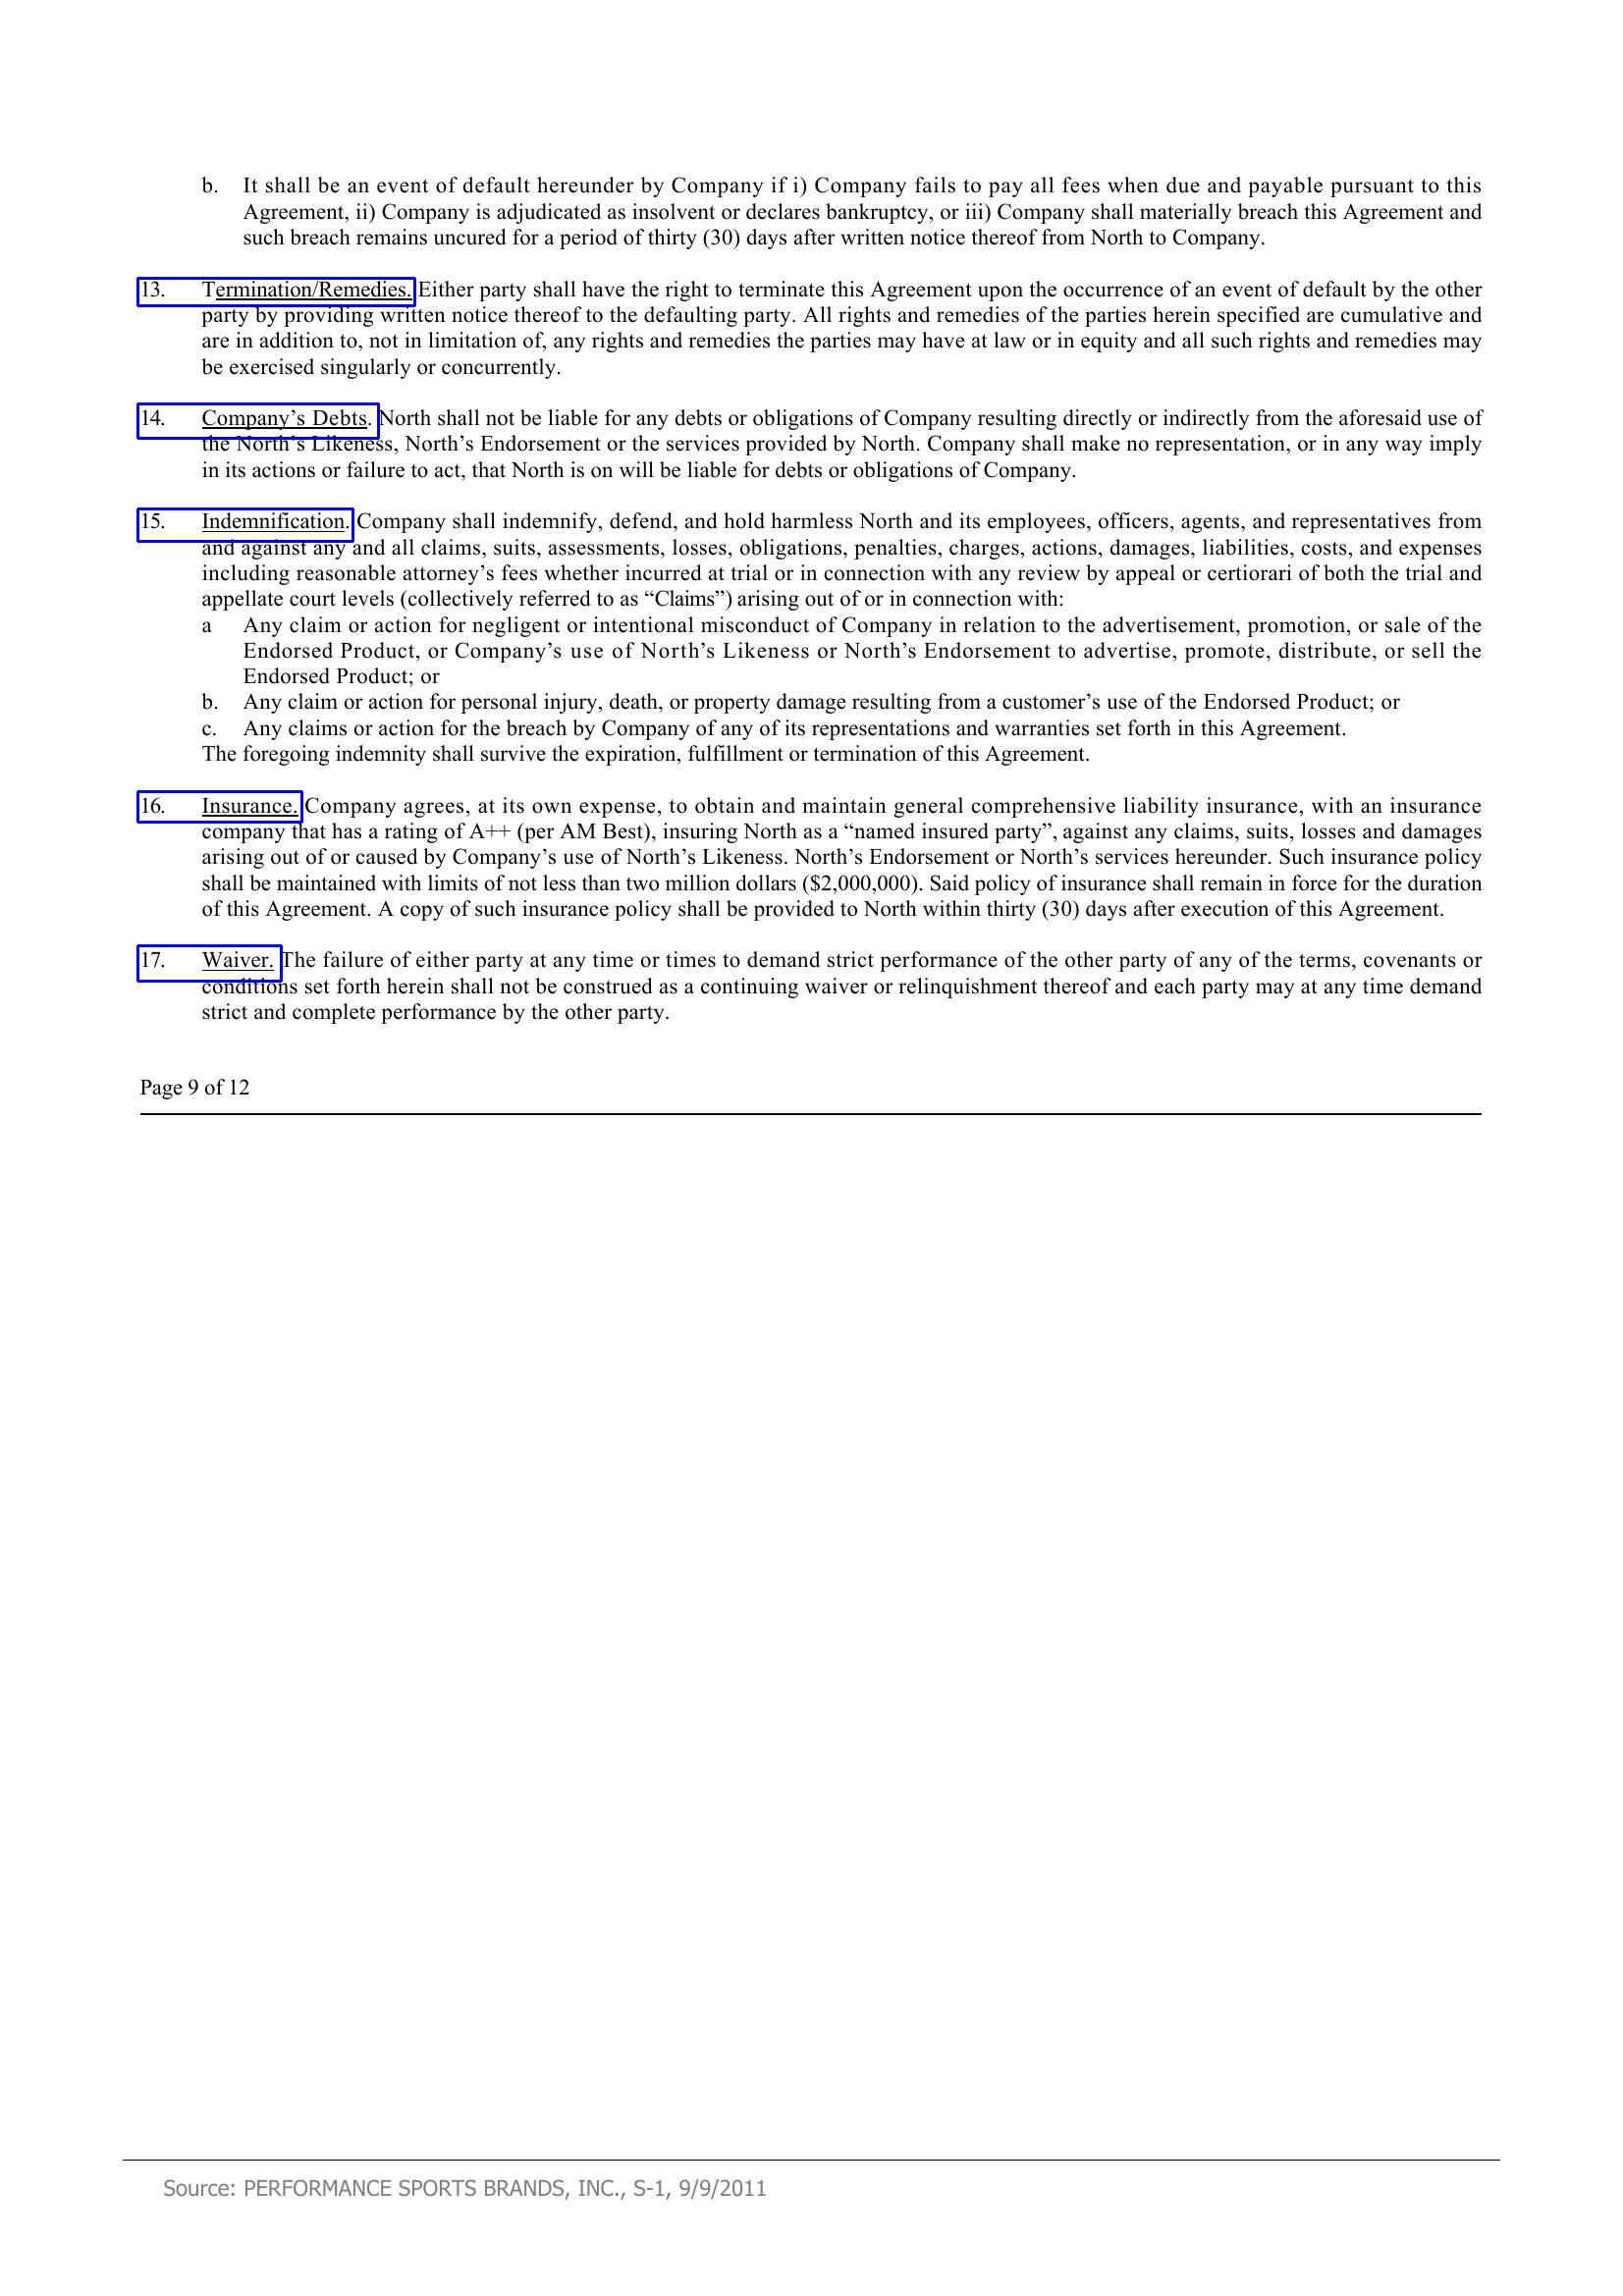 b. It shall be an event of default hereunder by Company if i) Company fails to pay all fees when due and payable pursuant to this
Agreement, ii) Company is adjudicated as insolvent or declares bankruptcy, or iii) Company shall materially breach this Agreement and
such breach remains uncured for a period of thirty (30) days after written notice thereof from North to Company.
13. Termination/Remedies. Either party shall have the right to terminate this Agreement upon the occurrence of an event of default by the other
party by providing written notice thereof to the defaulting party. All rights and remedies of the parties herein specified are cumulative and
are in addition to, not in limitation of, any rights and remedies the parties may have at law or in equity and all such rights and remedies may
be exercised singularly or concurrently.
14. Company’s Debts. North shall not be liable for any debts or obligations of Company resulting directly or indirectly from the aforesaid use of
the North’s Likeness, North’s Endorsement or the services provided by North. Company shall make no representation, or in any way imply
in its actions or failure to act, that North is on will be liable for debts or obligations of Company.
15. Indemnification. Company shall indemnify, defend, and hold harmless North and its employees, officers, agents, and representatives from
and against any and all claims, suits, assessments, losses, obligations, penalties, charges, actions, damages, liabilities, costs, and expenses
including reasonable attorney’s fees whether incurred at trial or in connection with any review by appeal or certiorari of both the trial and
appellate court levels (collectively referred to as “Claims”) arising out of or in connection with:
a Any claim or action for negligent or intentional misconduct of Company in relation to the advertisement, promotion, or sale of the
Endorsed Product, or Company’s use of North’s Likeness or North’s Endorsement to advertise, promote, distribute, or sell the
Endorsed Product; or
b. Any claim or action for personal injury, death, or property damage resulting from a customer’s use of the Endorsed Product; or
c. Any claims or action for the breach by Company of any of its representations and warranties set forth in this Agreement.
The foregoing indemnity shall survive the expiration, fulfillment or termination of this Agreement.
16. Insurance. Company agrees, at its own expense, to obtain and maintain general comprehensive liability insurance, with an insurance
company that has a rating of A++ (per AM Best), insuring North as a “named insured party”, against any claims, suits, losses and damages
arising out of or caused by Company’s use of North’s Likeness. North’s Endorsement or North’s services hereunder. Such insurance policy
shall be maintained with limits of not less than two million dollars ($2,000,000). Said policy of insurance shall remain in force for the duration
of this Agreement. A copy of such insurance policy shall be provided to North within thirty (30) days after execution of this Agreement.
17. Waiver. The failure of either party at any time or times to demand strict performance of the other party of any of the terms, covenants or
conditions set forth herein shall not be construed as a continuing waiver or relinquishment thereof and each party may at any time demand
strict and complete performance by the other party.
Page 9 of 12
Source: PERFORMANCE SPORTS BRANDS, INC., S-1, 9/9/2011